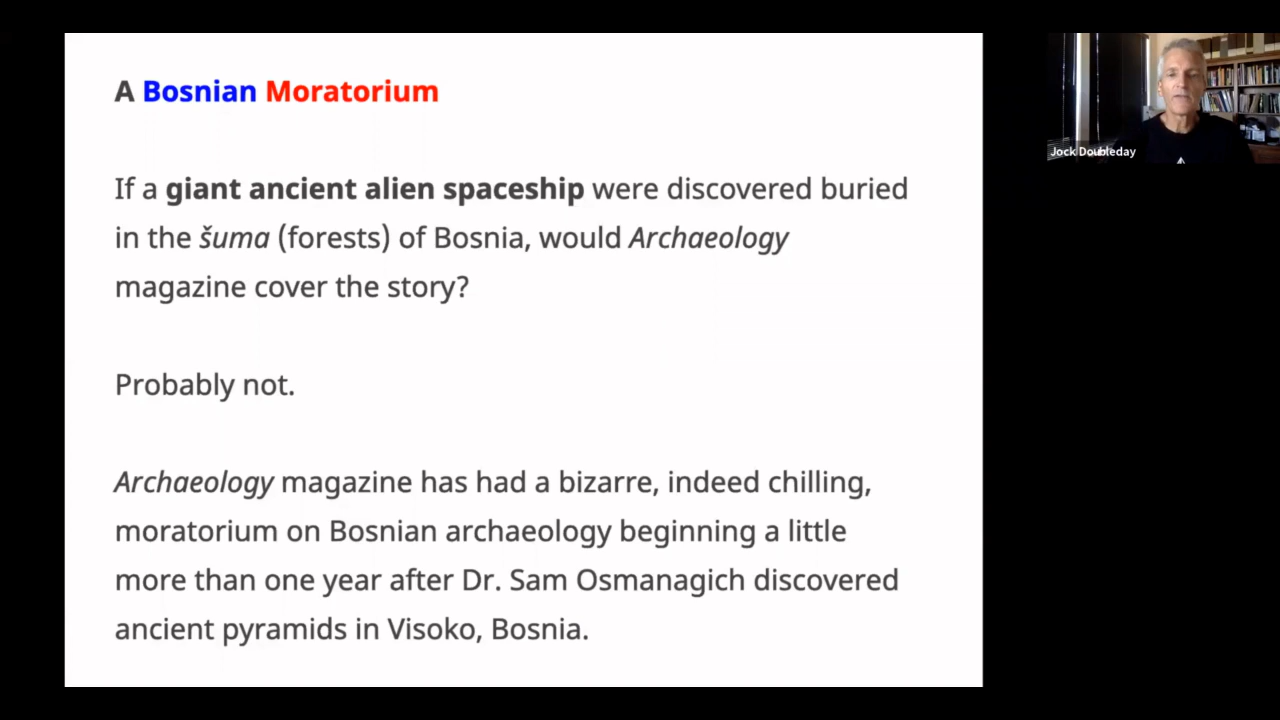 A Bosnian Moratorium
If a giant ancient alien spaceship were discovered buried
in the šuma (forests) of Bosnia, would Archaeology
magazine cover the story?
Probably not.
Archaeology magazine has had a bizarre, indeed chilling,
moratorium on Bosnian archaeology beginning a little
more than one year after Dr. Sam Osmanagich discovered
ancient pyramids in Visoko, Bosnia.
Jock Doubleday